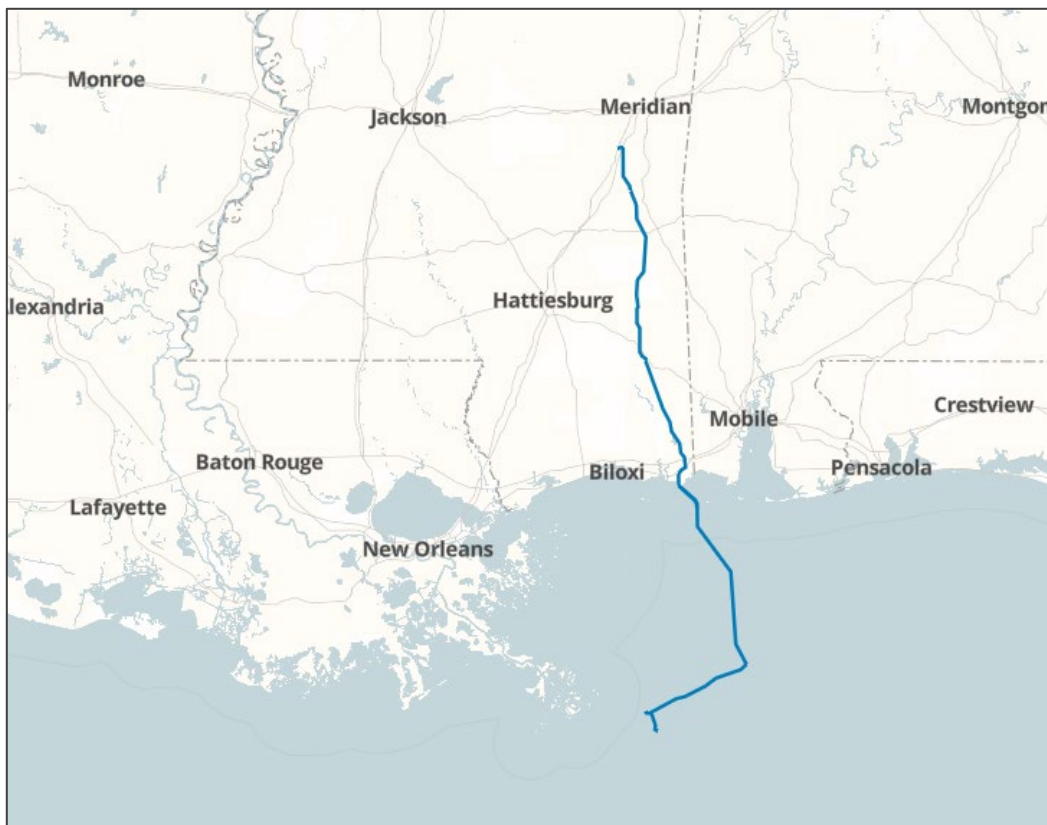 Monroe
Jackson
Meridian
Montgon
lexandria
Hattiesburg
Mobile
Crestview
Baton Rouge
Biloxi
Pensacola
Lafayette
New Orleans